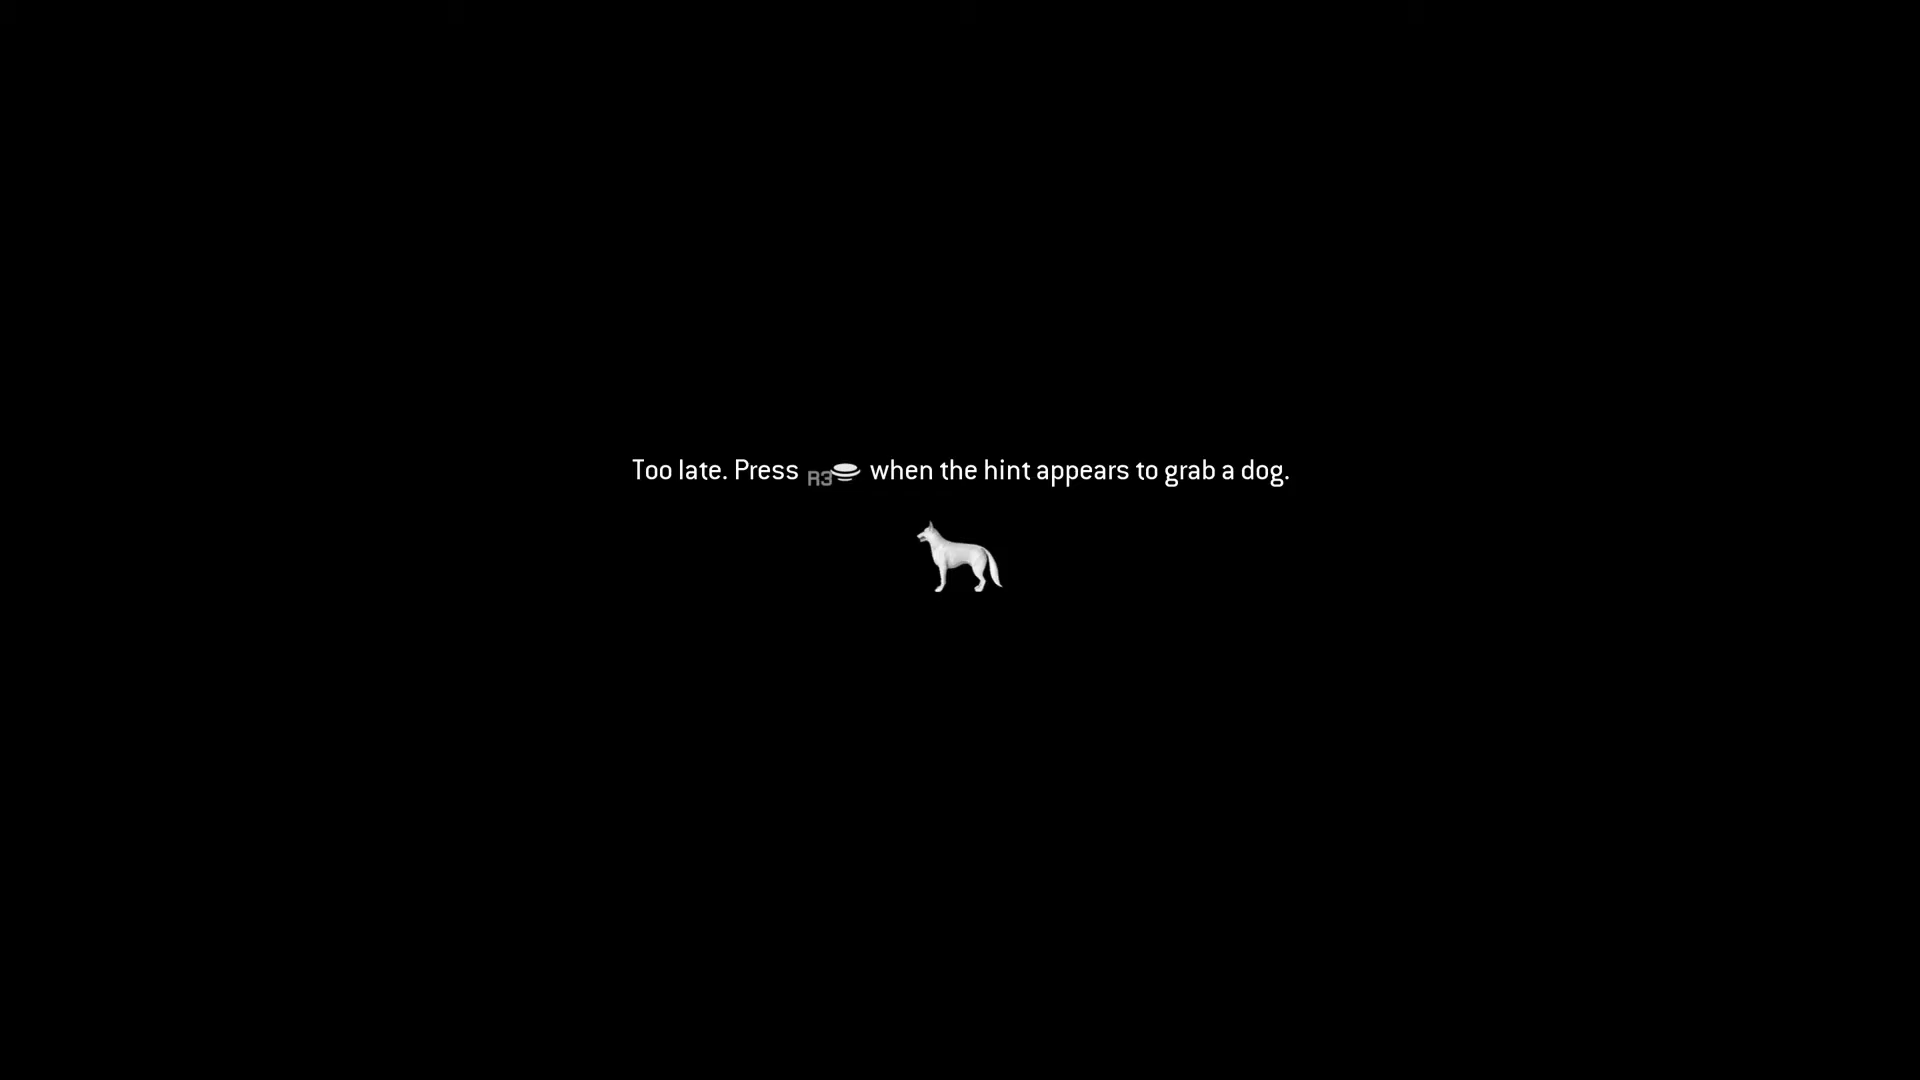 Too late. Press R3 when the hint appears to grab a dog.